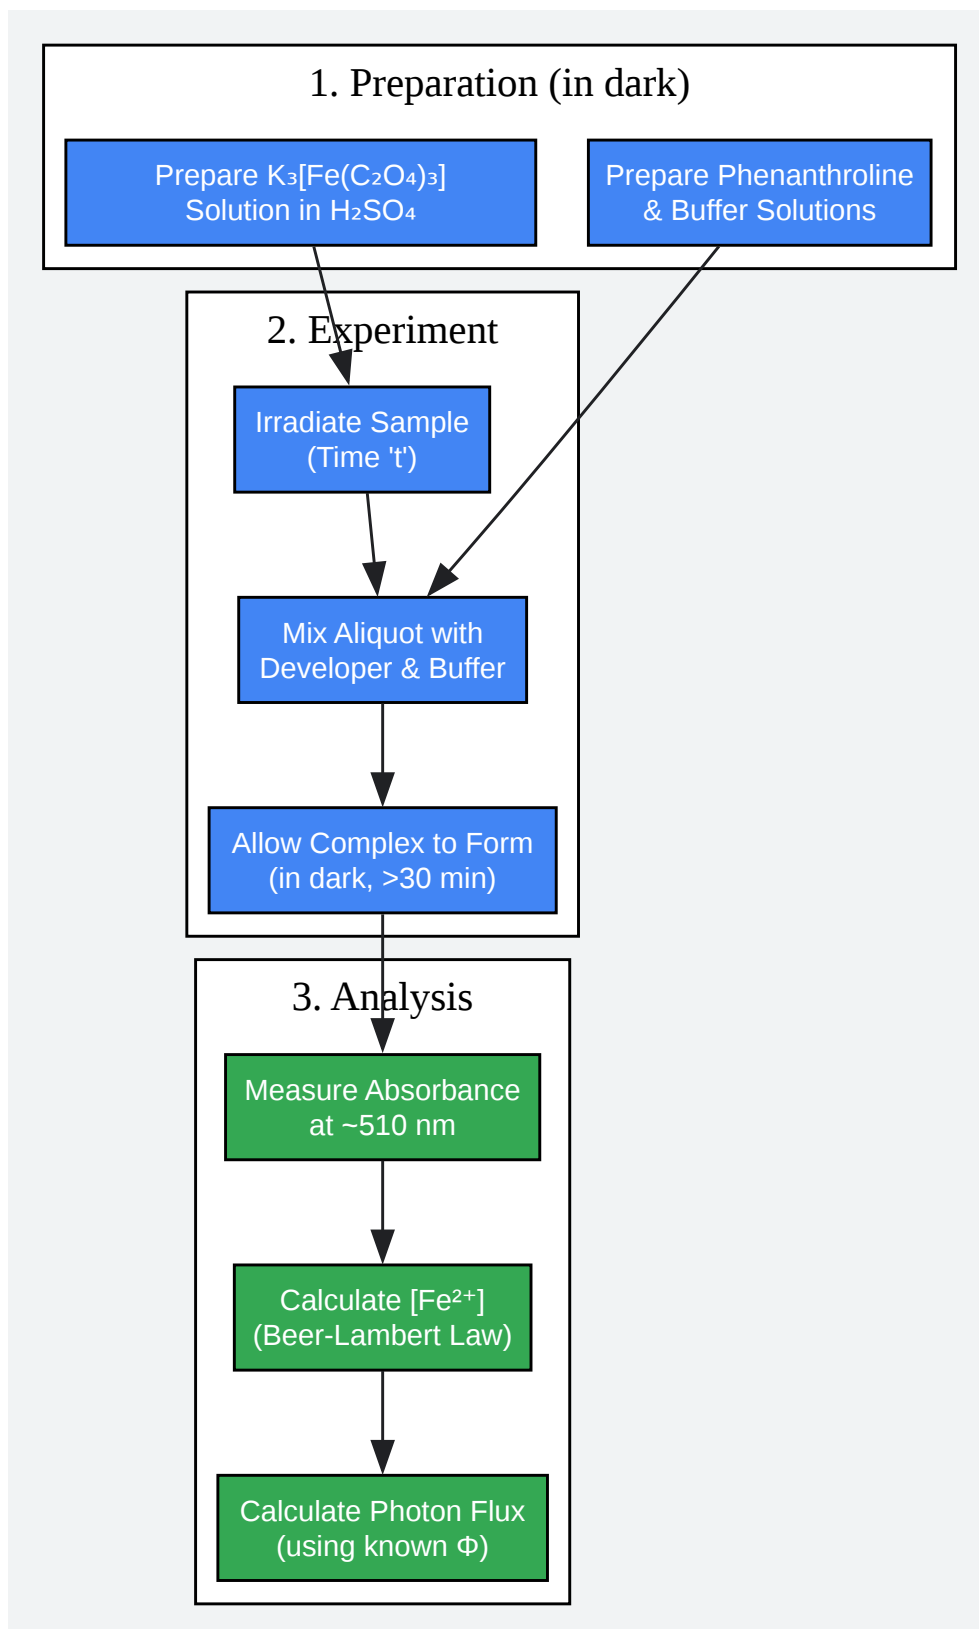 1. Preparation (in dark)
Prepare K₃[Fe(C₂O₄)₃]
Solution in H₂SO₄
Prepare Phenanthroline
& Buffer Solutions
2. Experiment
Irradiate Sample
(Time 't')
Mix Aliquot with
Developer & Buffer
Allow Complex to Form
(in dark, >30 min)
3. Analysis
Measure Absorbance
at ~510 nm
Calculate [Fe²⁺]
(Beer-Lambert Law)
Calculate Photon Flux
(using known Φ)